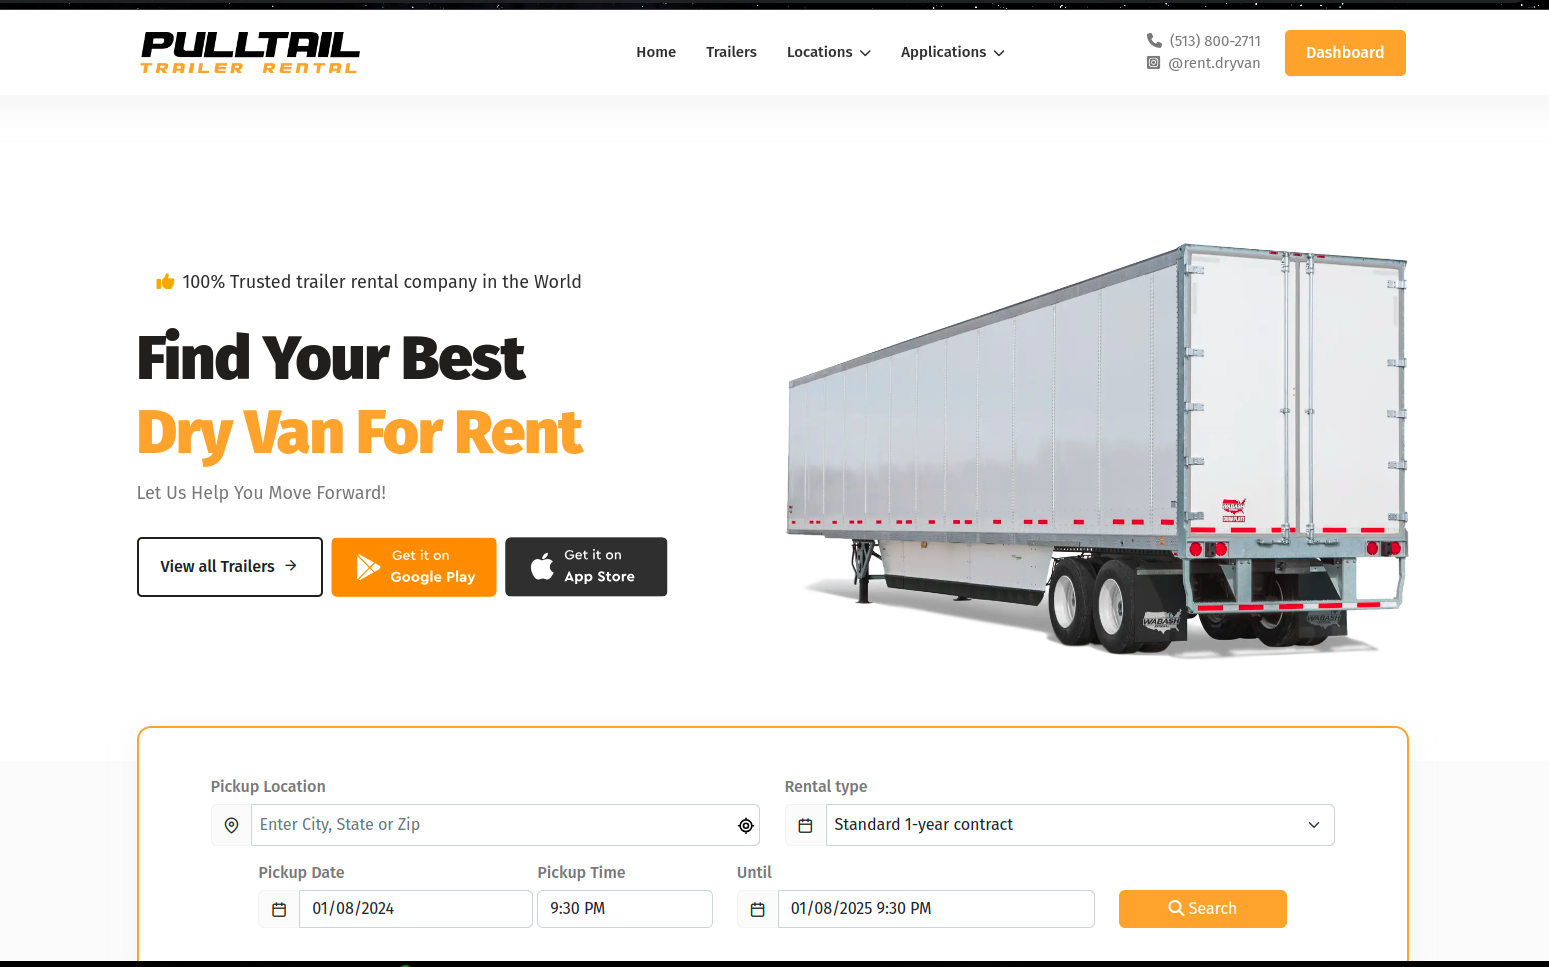 PULLTAIL
TRAILER RENTAL
Home
Trailers
Locations
Applications
(513) 800-2711
@rent.dryvan
Dashboard
100% Trusted trailer rental company in the World
Find Your Best
Dry Van For Rent
Let Us Help You Move Forward!
View all Trailers
Get it on
Google Play
Get it on
App Store
WABASH
DURAPLATE
WABASH
WABASH
Pickup Location
Rental type
Enter City, State or Zip
Standard 1-year contract
Pickup Date
Pickup Time
Until
01/08/2024
9:30 PM
01/08/2025 9:30 PM
Search